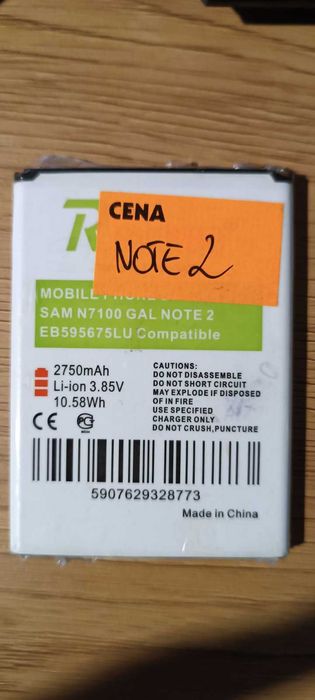 CENA
NOTE 2
MOBILE PHONE
SAM N7100 GAL NOTE 2
EB595675LU Compatible
2750mAh
Li-ion 3.85V
10.58Wh
CAUTIONS:
DO NOT DISASSEMBLE
DO NOT SHORT CIRCUIT
MAY EXPLODE IF DISPOSED
OF IN FIRE
USE SPECIFIED
CHARGER ONLY
DO NOT CRUSH,PUNCTURE
CE
5907629328773
Made in China